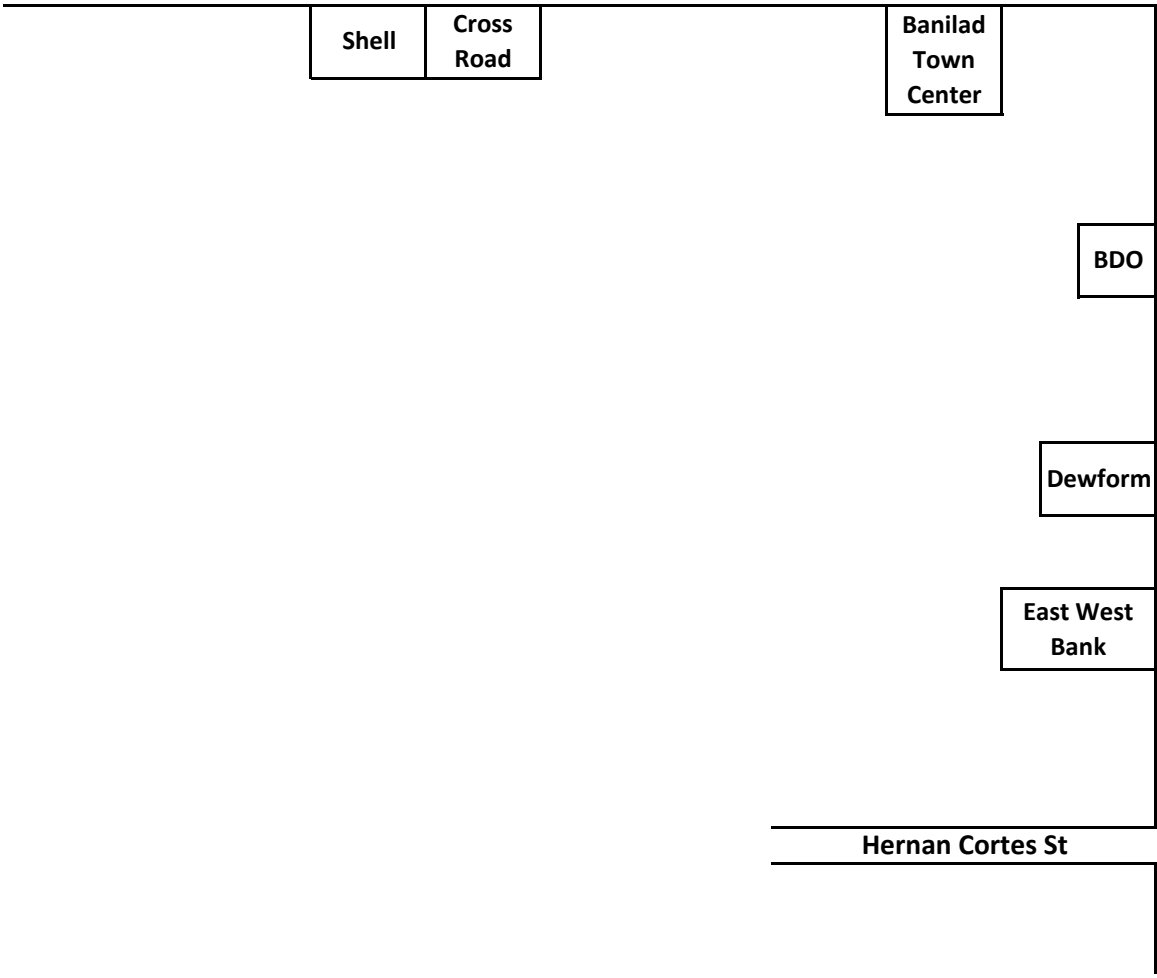 Shell
Cross
Road
Banilad
Town
Center
BDO
Dewform
East West
Bank
Hernan Cortes St